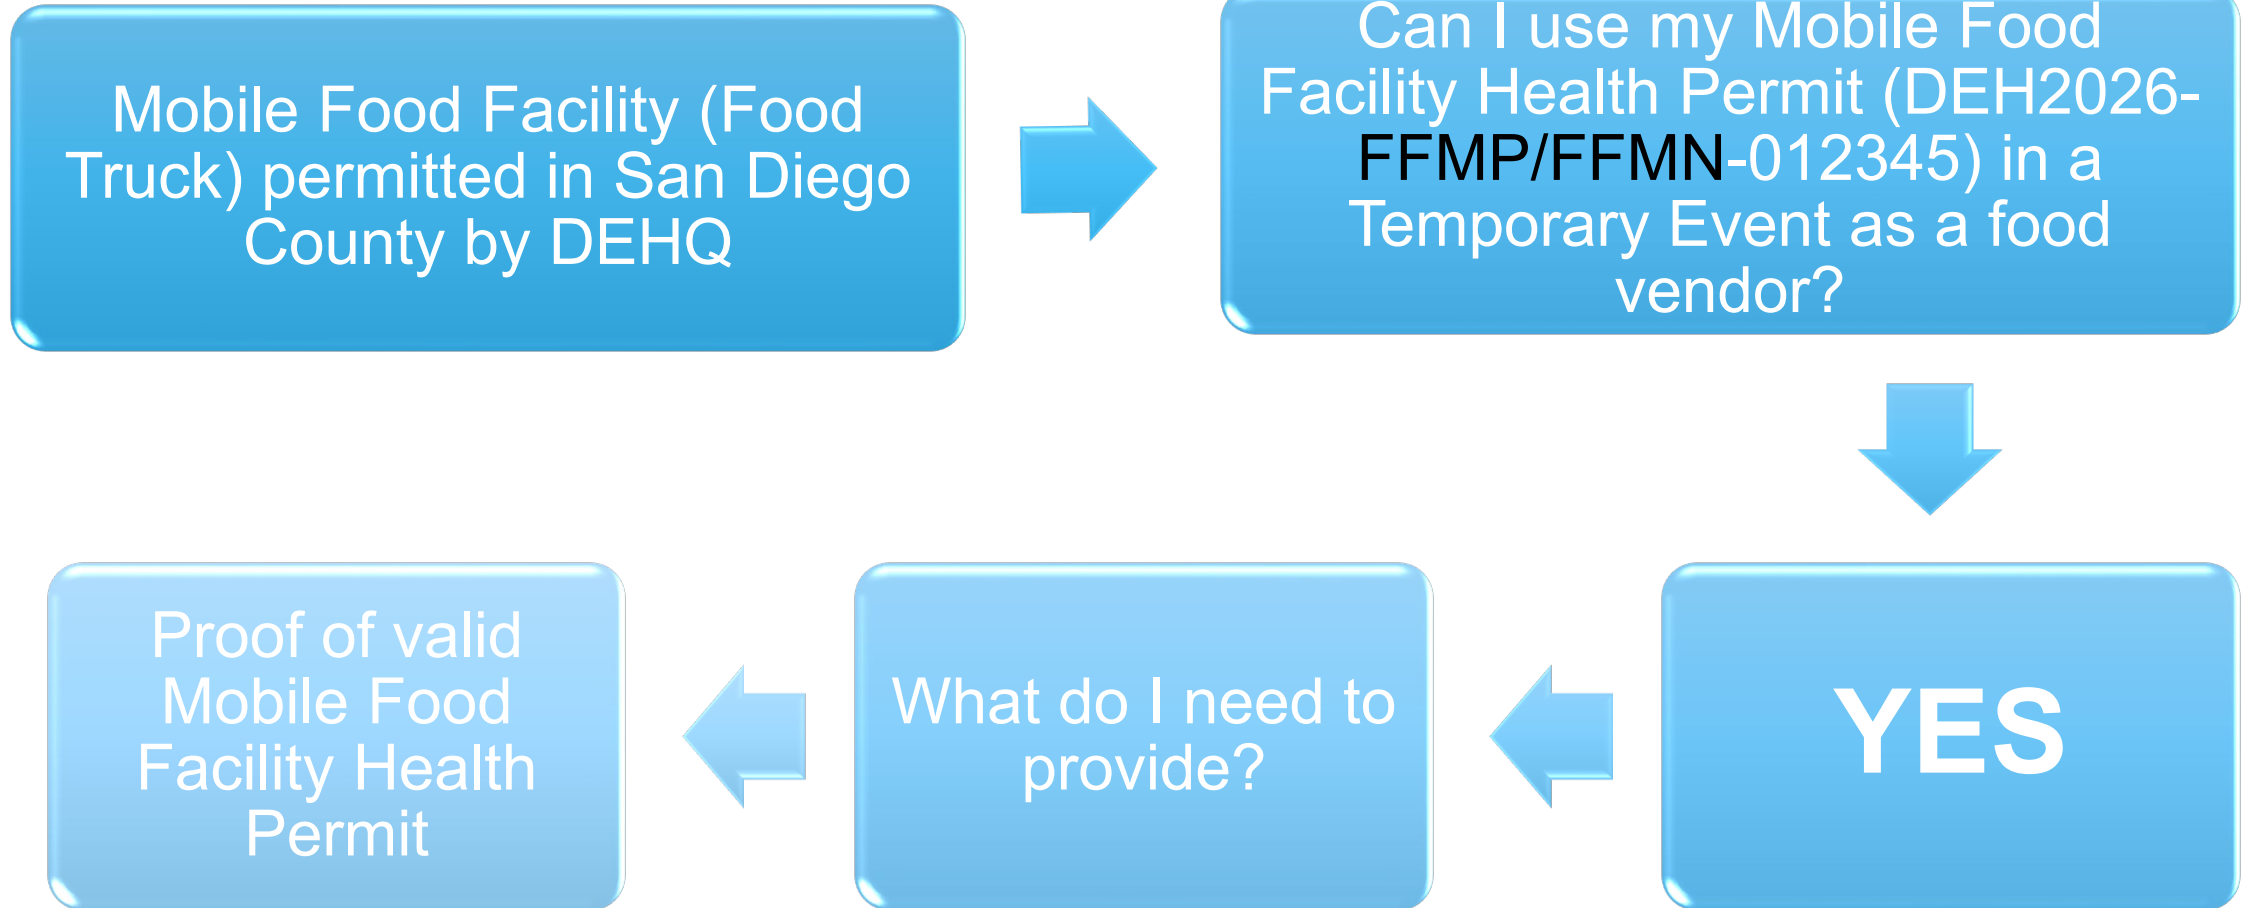 Mobile Food Facility (Food
Truck) permitted in San Diego
County by DEHQ
Can I use my Mobile Food
Facility Health Permit (DEH2026-
FFMP/FFMN-012345) in a
Temporary Event as a food
vendor?
YES
What do I need to
provide?
Proof of valid
Mobile Food
Facility Health
Permit